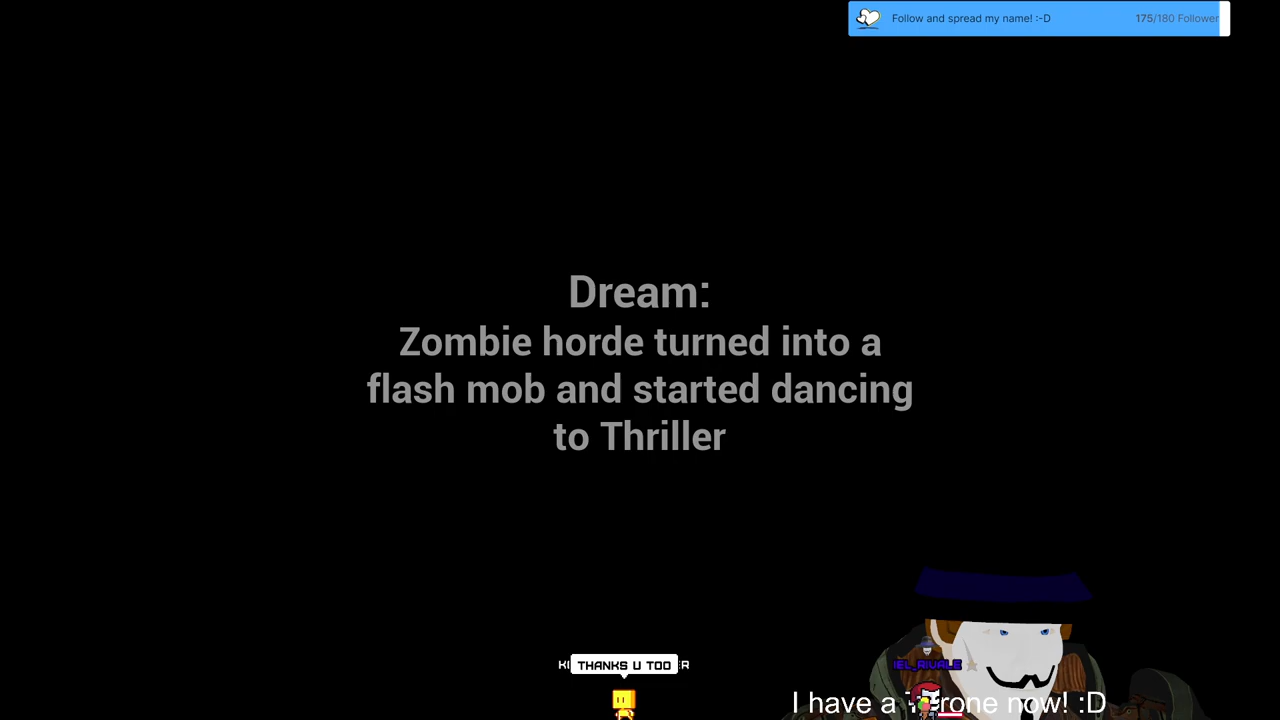 Follow and spread my name! :-D 175/180 Follower
Dream:
Zombie horde turned into a
flash mob and started dancing
to Thriller
THANKS U TOO
I have a Throne now! :D